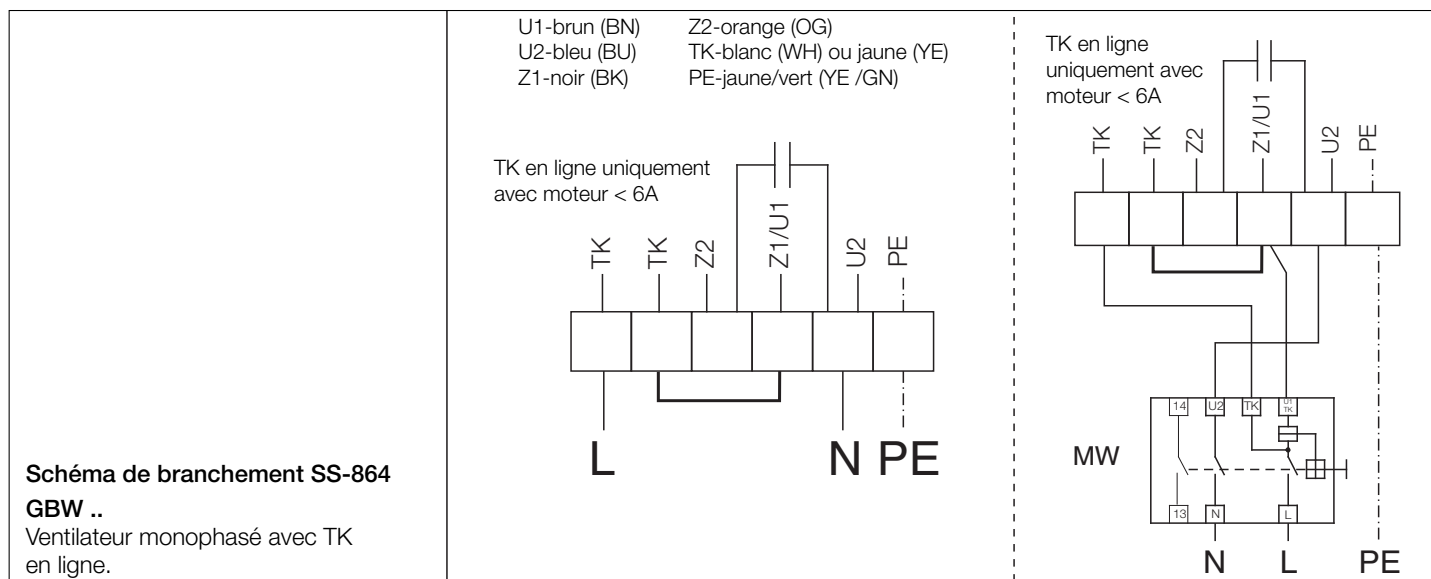 Schéma de branchement SS-864
GBW ..
Ventilateur monophasé avec TK
en ligne.
U1-brun (BN) Z2-orange (OG)
U2-bleu (BU) TK-blanc (WH) ou jaune (YE)
Z1-noir (BK) PE-jaune/vert (YE /GN)
TK en ligne uniquement
avec moteur < 6A
TK TK Z2 Z1/U1 U2 PE
L N PE
TK en ligne
uniquement avec
moteur < 6A
TK TK Z2 Z1/U1 U2 PE
14 U2 TK U1
TK
MW
13 N L
N L PE